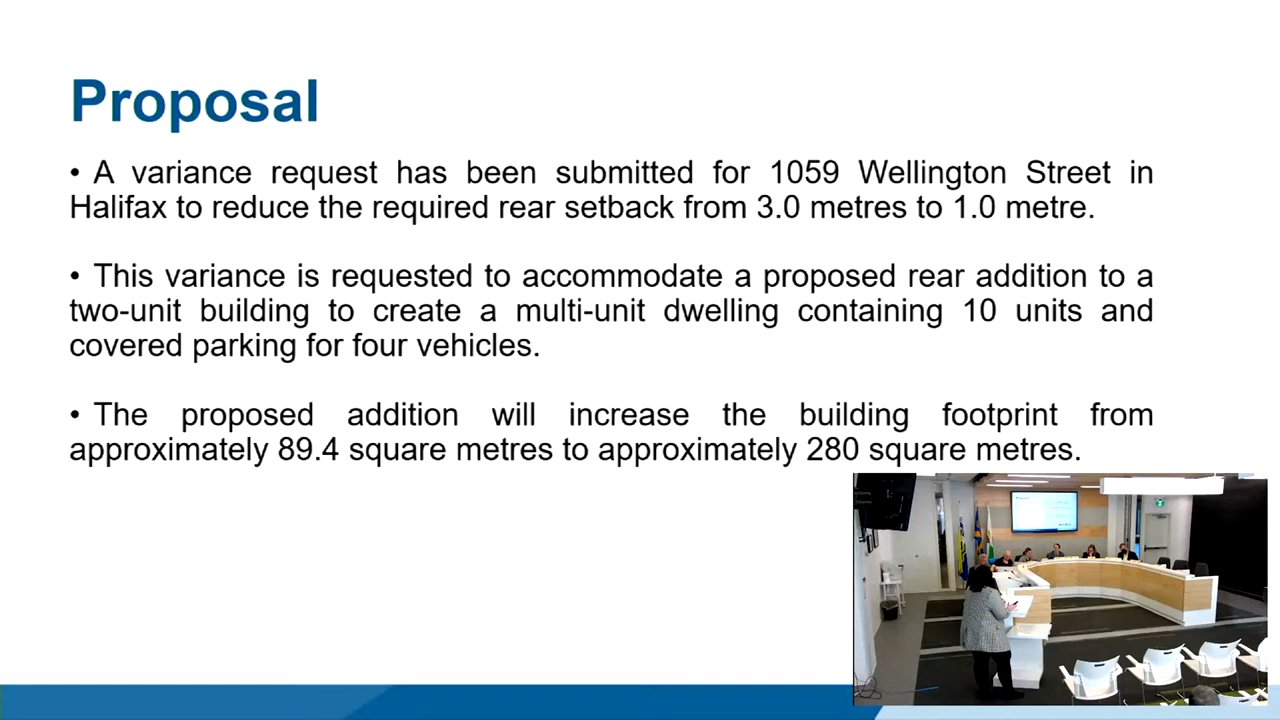 Proposal
• A variance request has been submitted for 1059 Wellington Street in
Halifax to reduce the required rear setback from 3.0 metres to 1.0 metre.
• This variance is requested to accommodate a proposed rear addition to a
two-unit building to create a multi-unit dwelling containing 10 units and
covered parking for four vehicles.
• The proposed addition will increase the building footprint from
approximately 89.4 square metres to approximately 280 square metres.